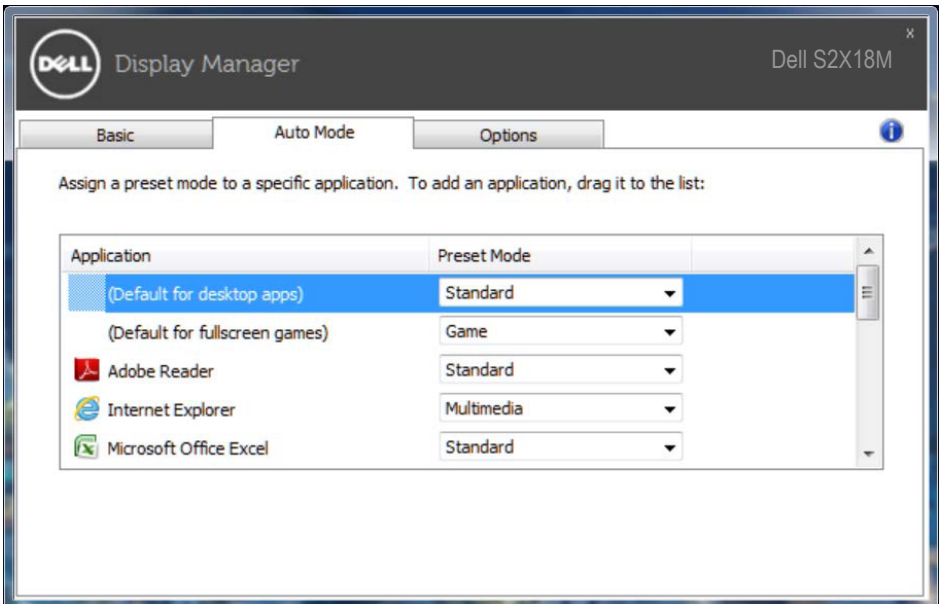 x
DELL
Display Manager
Dell S2X18M
Basic
Auto Mode
Options
i
Assign a preset mode to a specific application. To add an application, drag it to the list:
Application
Preset Mode
(Default for desktop apps)
Standard
(Default for fullscreen games)
Game
Adobe Reader
Standard
Internet Explorer
Multimedia
Microsoft Office Excel
Standard